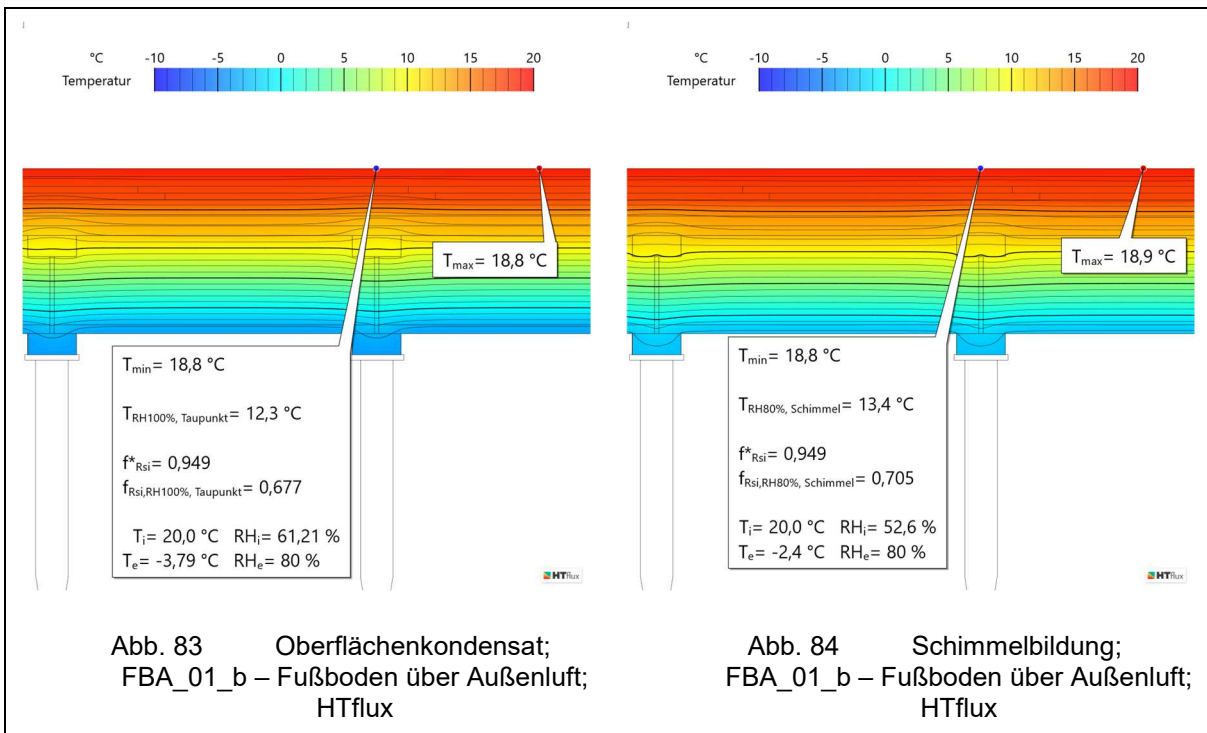 °C -10 -5 0 5 10 15 20
Temperatur
T_max= 18,8 °C
T_min= 18,8 °C
T_RH100%, Taupunkt= 12,3 °C
f*_Rsi= 0,949
f_Rsi,RH100%, Taupunkt= 0,677
T_i= 20,0 °C RH_i= 61,21 %
T_e= -3,79 °C RH_e= 80 %
HTflux
Abb. 83 Oberflächenkondensat;
FBA_01_b – Fußboden über Außenluft;
HTflux
°C -10 -5 0 5 10 15 20
Temperatur
T_max= 18,9 °C
T_min= 18,8 °C
T_RH80%, Schimmel= 13,4 °C
f*_Rsi= 0,949
f_Rsi,RH80%, Schimmel= 0,705
T_i= 20,0 °C RH_i= 52,6 %
T_e= -2,4 °C RH_e= 80 %
HTflux
Abb. 84 Schimmelbildung;
FBA_01_b – Fußboden über Außenluft;
HTflux